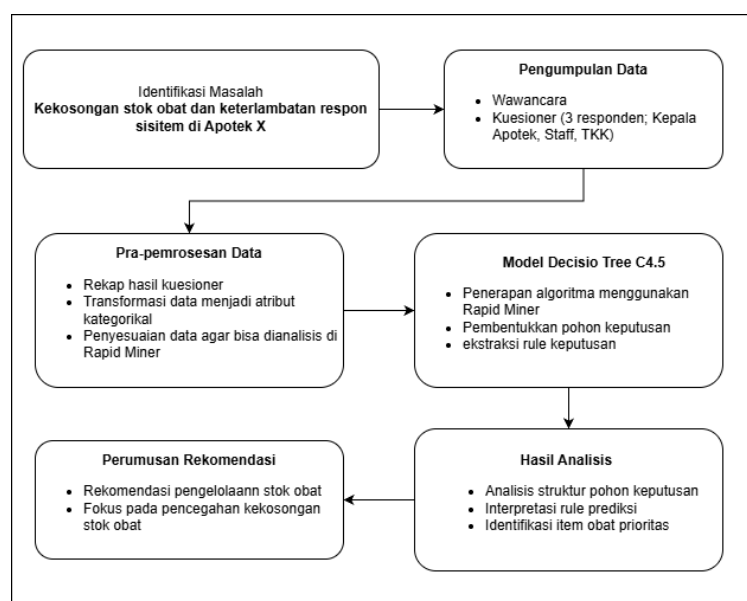 Identifikasi Masalah
Kekosongan stok obat dan keterlambatan respon
sisitem di Apotek X
Pengumpulan Data
• Wawancara
• Kuesioner (3 responden; Kepala
Apotek, Staff, TKK)
Pra-pemrosesan Data
• Rekap hasil kuesioner
• Transformasi data menjadi atribut
kategorikal
• Penyesuaian data agar bisa dianalisis di
Rapid Miner
Model Decisio Tree C4.5
• Penerapan algoritma menggunakan
Rapid Miner
• Pembentukkan pohon keputusan
• ekstraksi rule keputusan
Perumusan Rekomendasi
• Rekomendasi pengelolaann stok obat
• Fokus pada pencegahan kekosongan
stok obat
Hasil Analisis
• Analisis struktur pohon keputusan
• Interpretasi rule prediksi
• Identifikasi item obat prioritas